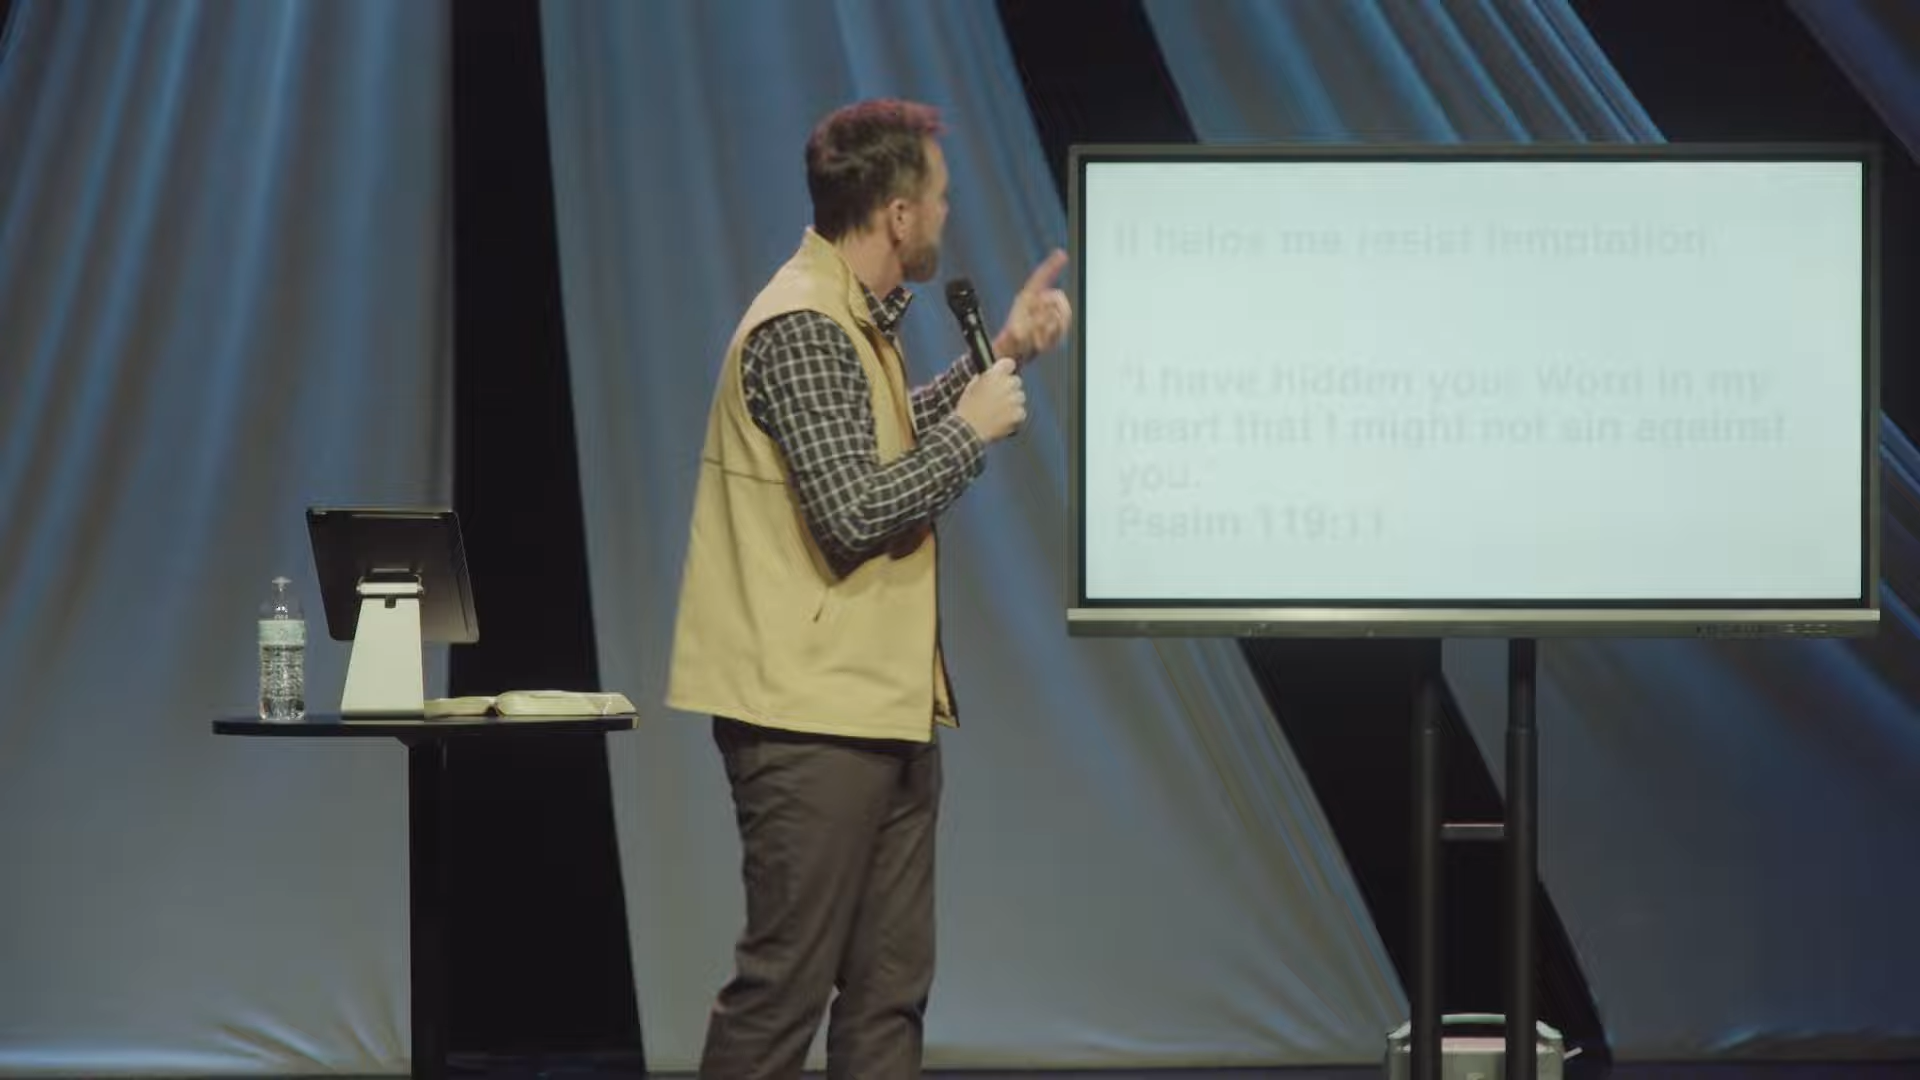 It helps me resist temptation.
"I have hidden your Word in my
heart that I might not sin against
you."
Psalm 119:11